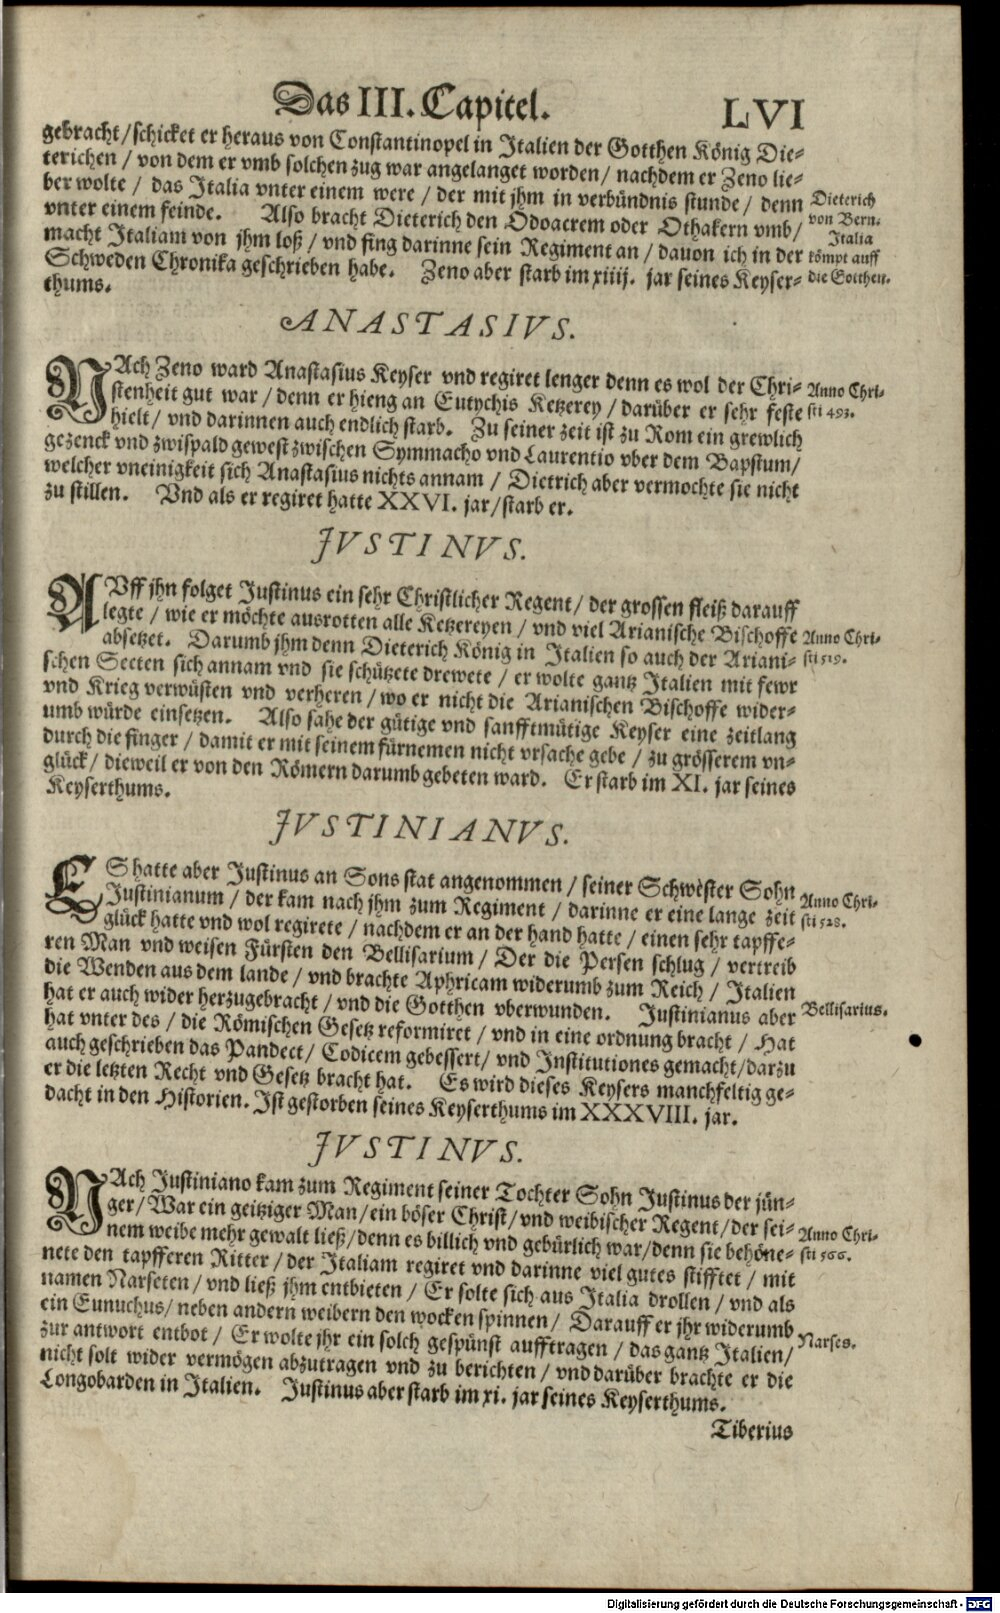 Das III. Capitel.
LVI
gebracht/schicket er heraus von Constantinopel in Italien der Gotthen König Die-
terichen / von dem er vmb solchen zug war angelanget worden/ nachdem er Zeno lie-
ber wolte / das Italia vnter einem were / der mit jhm in verbündnis stunde / denn
vnter einem feinde. Also bracht Dieterich den Odoacrem oder Othakern vmb/
macht Italiam von jhm loß / vnd fing darinne sein Regiment an / dauon ich in der
Schweden Chronika geschrieben habe. Zeno aber starb im xiiij. jar seines Keyser-
thums.
Dieterich
von Bern.
Italia
kömpt auff
die Gotthen.
ANASTASIVS.
NAch Zeno ward Anastasius Keyser vnd regiret lenger denn es wol der Chri-
stenheit gut war / denn er hieng an Eutychis Ketzerey / darüber er sehr feste
hielt / vnd darinnen auch endlich starb. Zu seiner zeit ist zu Rom ein grewlich
gezenck vnd zwispald gewest zwischen Symmacho vnd Laurentio vber dem Bapstum/
welcher vneinigkeit sich Anastasius nichts annam / Dietrich aber vermochte sie nicht
zu stillen. Vnd als er regiret hatte XXVI. jar/starb er.
Anno Chri-
sti 493.
JVSTINVS.
AVff jhn folget Justinus ein sehr Christlicher Regent/ der grossen fleiß darauff
legte / wie er möchte ausrotten alle Ketzereyen / vnd viel Arianische Bischoffe
absetzet. Darumb jhm denn Dieterich König in Italien so auch der Ariani-
schen Secten sich annam vnd sie schützete drewete / er wolte gantz Italien mit fewr
vnd Krieg verwüsten vnd verheren / wo er nicht die Arianischen Bischoffe wider-
umb würde einsetzen. Also sahe der gütige vnd sanfftmütige Keyser eine zeitlang
durch die finger / damit er mit seinem fürnemen nicht vrsache gebe / zu grösserem vn-
glück/ dieweil er von den Römern darumb gebeten ward. Er starb im XI. jar seines
Keyserthums.
Anno Chri-
sti 519.
JVSTINIANVS.
ES hatte aber Justinus an Sons stat angenommen / seiner Schwester Sohn
Justinianum / der kam nach jhm zum Regiment / darinne er eine lange zeit
glück hatte vnd wol regirete / nachdem er an der hand hatte / einen sehr tapffe-
ren Man vnd weisen Fürsten den Bellisarium / Der die Persen schlug / vertreib
die Wenden aus dem lande / vnd brachte Aphricam widerumb zum Reich / Italien
hat er auch wider herzugebracht / vnd die Gotthen vberwunden. Justinianus aber
hat vnter des / die Römischen Gesetz reformiret / vnd in eine ordnung bracht / Hat
auch geschrieben das Pandect/ Codicem gebessert/ vnd Institutiones gemacht/darzu
er die letzten Recht vnd Gesetz bracht hat. Es wird dieses Keysers manchfeltig ge-
dacht in den Historien. Ist gestorben seines Keyserthums im XXXVIII. jar.
Anno Chri-
sti 528.
Bellisarius.
JVSTINVS.
NAch Justiniano kam zum Regiment seiner Tochter Sohn Justinus der jün-
ger/ War ein geitziger Man/ein böser Christ/vnd weibischer Regent/der sei-
nem weibe mehr gewalt ließ/denn es billich vnd gebürlich war/denn sie behöne-
nete den tapfferen Ritter / der Italiam regiret vnd darinne viel gutes stifftet / mit
namen Narseten / vnd ließ jhm entbieten / Er solte sich aus Italia drollen / vnd als
ein Eunuchus/ neben andern weibern den wocken spinnen / Darauff er jhr widerumb
zur antwort entbot / Er wolte jhr ein solch gespünst aufftragen / das gantz Italien/
nicht solt wider vermögen abzutragen vnd zu berichten / vnd darüber brachte er die
Longobarden in Italien. Justinus aber starb im xi. jar seines Keyserthums.
Anno Chri-
sti 566.
Narses.
Tiberius
Digitalisierung gefördert durch die Deutsche Forschungsgemeinschaft - DFG